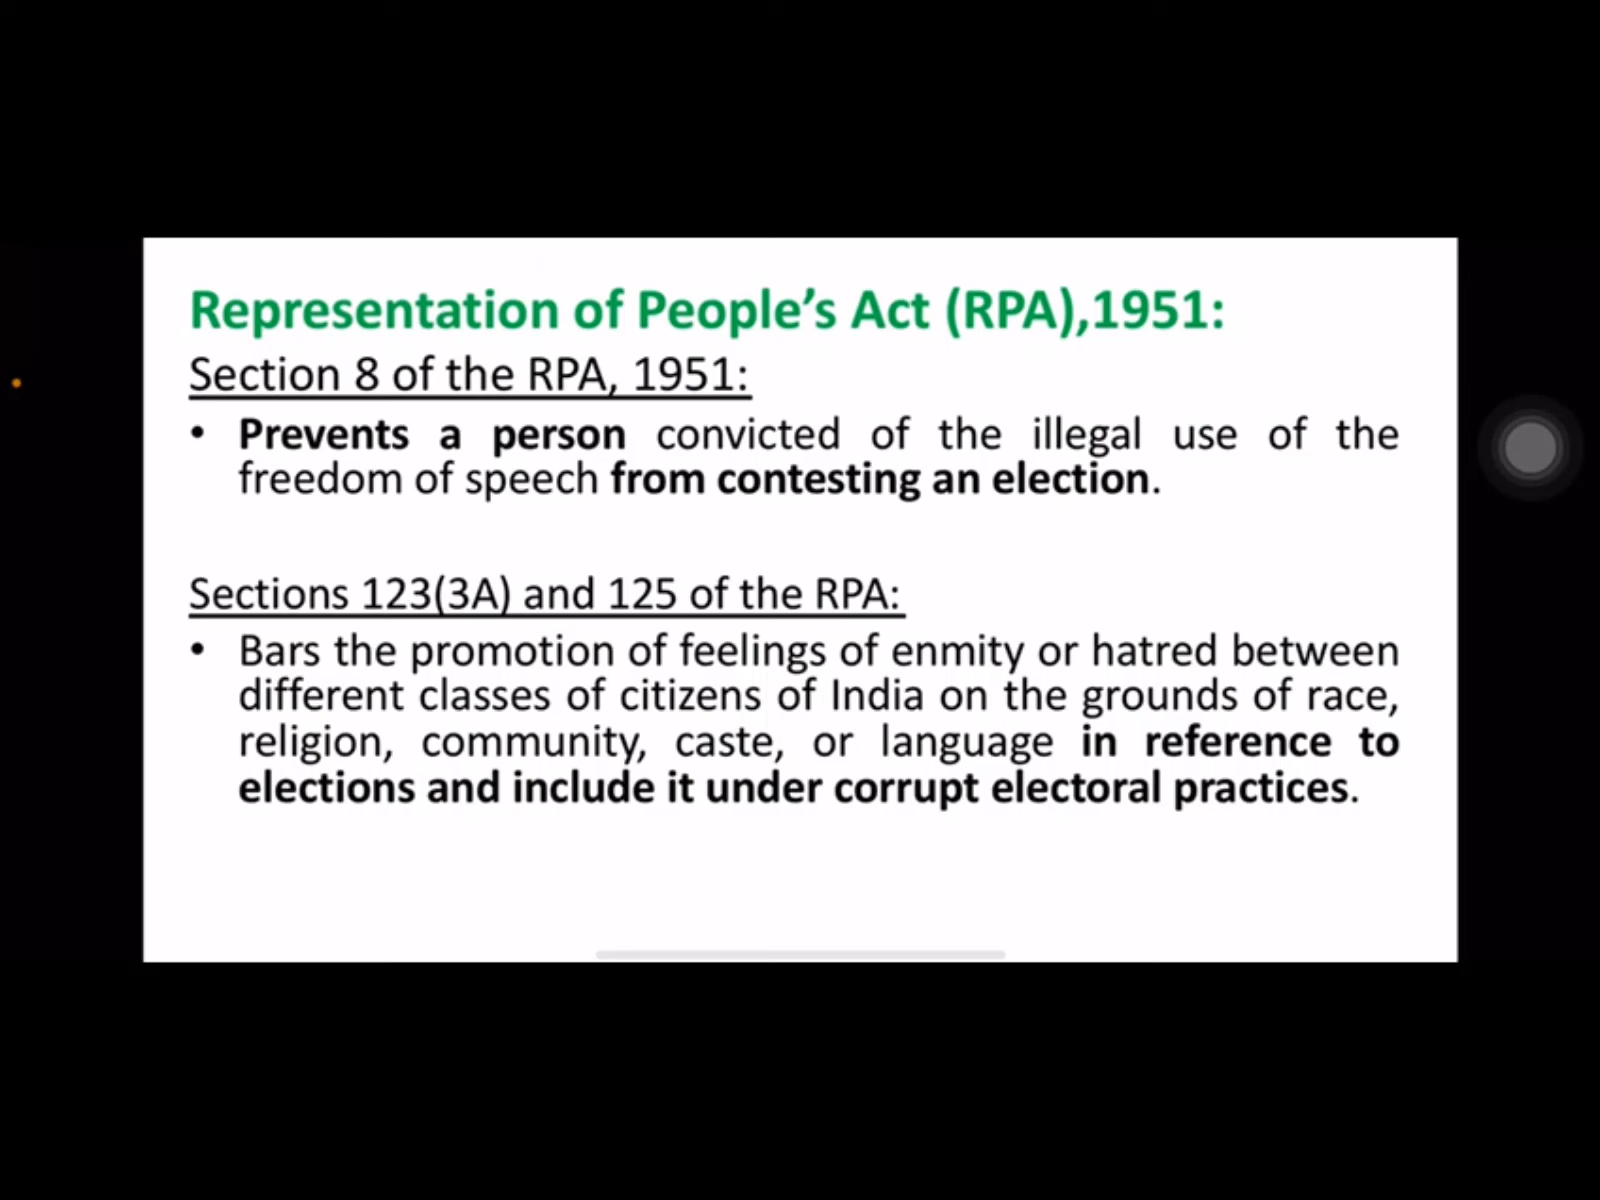 Representation of People’s Act (RPA),1951:
Section 8 of the RPA, 1951:
• Prevents a person convicted of the illegal use of the
freedom of speech from contesting an election.
Sections 123(3A) and 125 of the RPA:
• Bars the promotion of feelings of enmity or hatred between
different classes of citizens of India on the grounds of race,
religion, community, caste, or language in reference to
elections and include it under corrupt electoral practices.